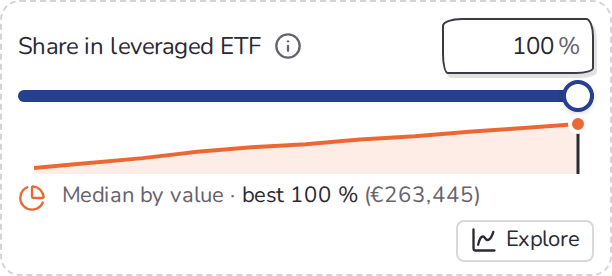 Share in leveraged ETF
100 %
Median by value · best 100 % (€263,445)
Explore